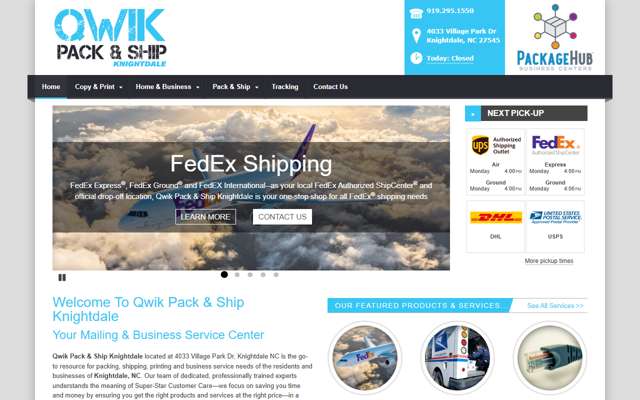 QWIK
PACK & SHIP
KNIGHTDALE
919.295.1550
4033 Village Park Dr
Knightdale, NC 27545
Today: Closed
PACKAGEHUB
BUSINESS CENTERS
Home
Copy & Print
Home & Business
Pack & Ship
Tracking
Contact Us
FedEx Shipping
FedEx Express®, FedEx Ground® and FedEX International–as your local FedEx Authorized ShipCenter® and
official drop-off location, Qwik Pack & Ship Knightdale is your one-stop-shop for all FedEx® shipping needs
LEARN MORE
CONTACT US
» NEXT PICK-UP
ups Authorized Shipping Outlet
Air
Monday 4:00 PM
Ground
Monday 4:00 PM
FedEx
Authorized ShipCenter
Express
Monday 4:00 PM
Ground
Monday 4:00 PM
DHL
DHL
UNITED STATES POSTAL SERVICE
Approved Postal Provider
USPS
More pickup times
Welcome To Qwik Pack & Ship
Knightdale
Your Mailing & Business Service Center
Qwik Pack & Ship Knightdale located at 4033 Village Park Dr, Knightdale NC is the go-
to resource for packing, shipping, printing and business service needs of the residents and
businesses of Knightdale, NC. Our team of dedicated, professionally trained experts
understands the meaning of Super-Star Customer Care—we focus on saving you time
and money by ensuring you get the right products and services at the right price—in a
OUR FEATURED PRODUCTS & SERVICES...
See All Services >>
FedEx